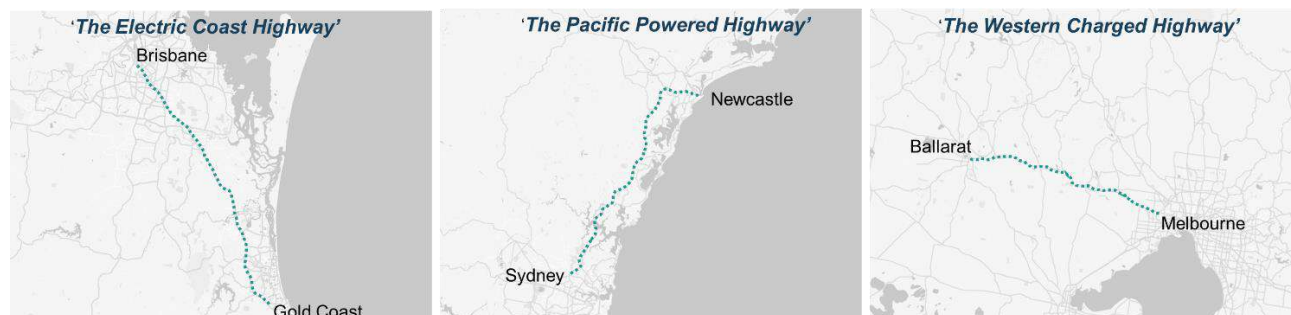 ‘The Electric Coast Highway’
Brisbane
Gold Coast
‘The Pacific Powered Highway’
Newcastle
Sydney
‘The Western Charged Highway’
Ballarat
Melbourne